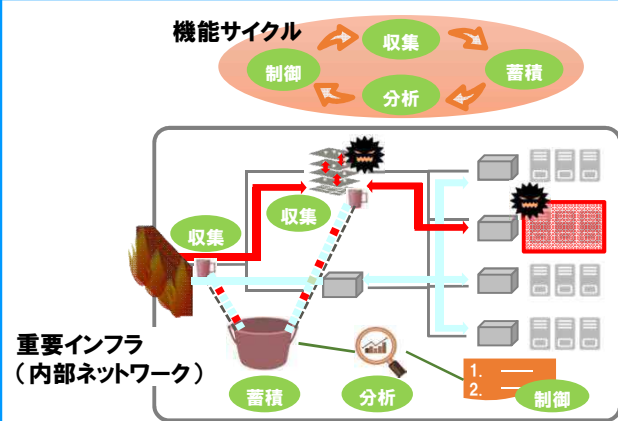 機能サイクル
収集
制御
蓄積
分析
収集
収集
重要インフラ
（内部ネットワーク）
蓄積
分析
1.
2.
制御